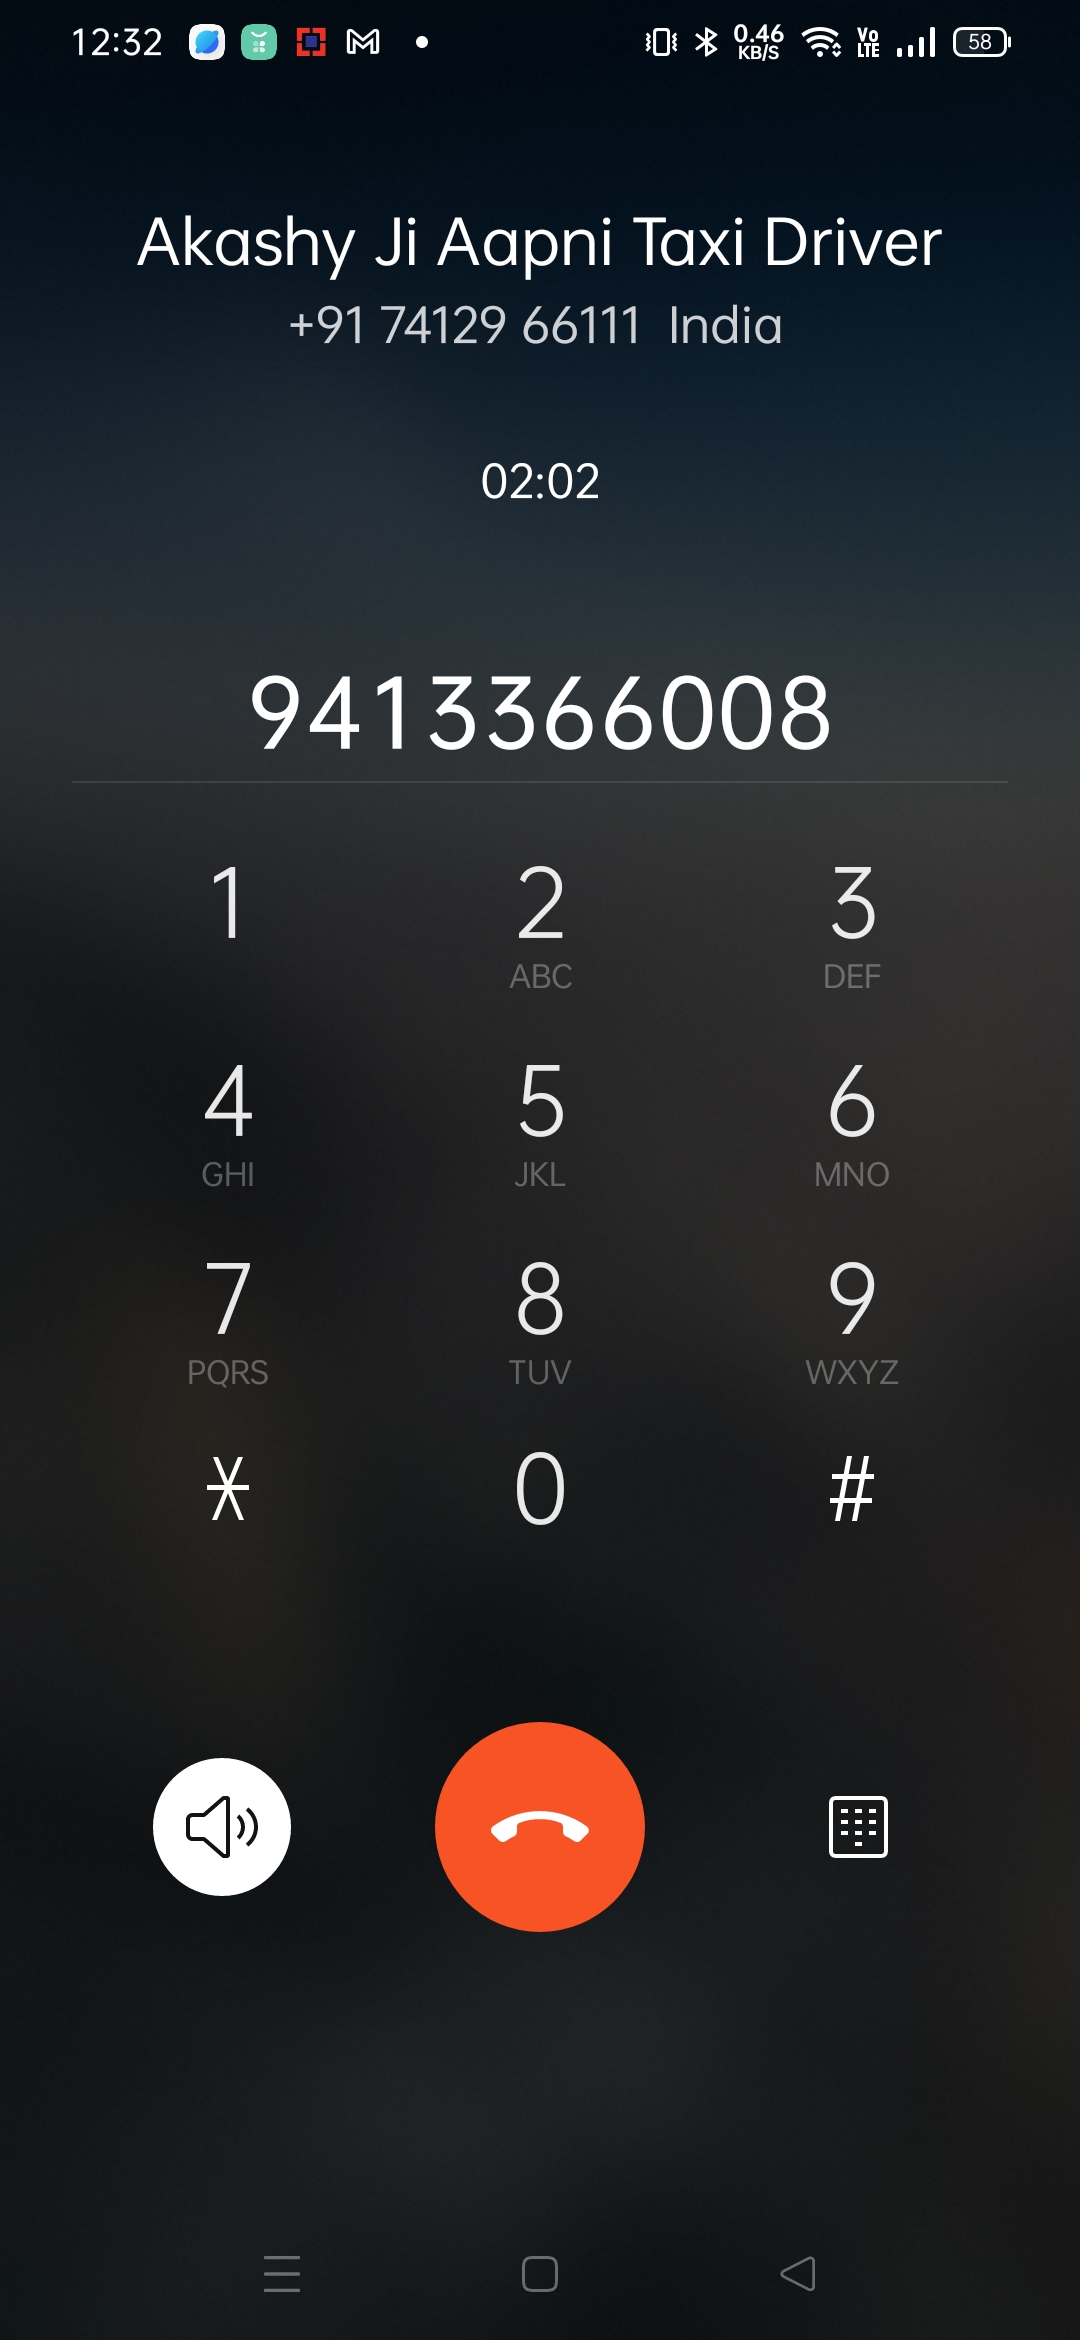 12:32 0.46 KB/S Vo LTE 58
Akashy Ji Aapni Taxi Driver
+91 74129 66111 India
02:02
9413366008
1 2 3
ABC DEF
4 5 6
GHI JKL MNO
7 8 9
PQRS TUV WXYZ
* 0 #